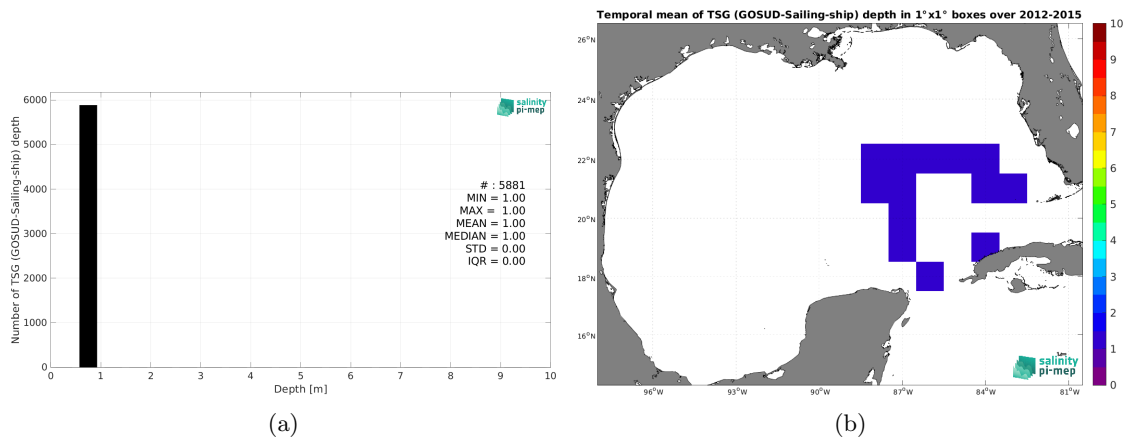 Temporal mean of TSG (GOSUD-Sailing-ship) depth in 1°x1° boxes over 2012-2015
Number of TSG (GOSUD-Sailing-ship) depth
6000
5000
4000
3000
2000
1000
0
salinity
pi-mep
# : 5881
MIN = 1.00
MAX = 1.00
MEAN = 1.00
MEDIAN = 1.00
STD = 0.00
IQR = 0.00
0 1 2 3 4 5 6 7 8 9 10
Depth [m]
(a)
26°N
24°N
22°N
20°N
18°N
16°N
96°W 93°W 90°W 87°W 84°W 81°W
salinity
pi-mep
10
9
8
7
6
5
4
3
2
1
0
(b)